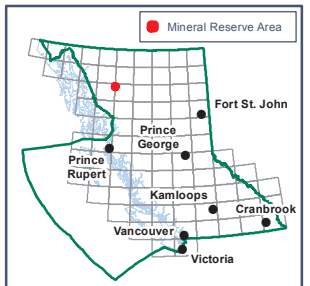 Mineral Reserve Area
Fort St. John
Prince
George
Prince
Rupert
Kamloops
Cranbrook
Vancouver
Victoria